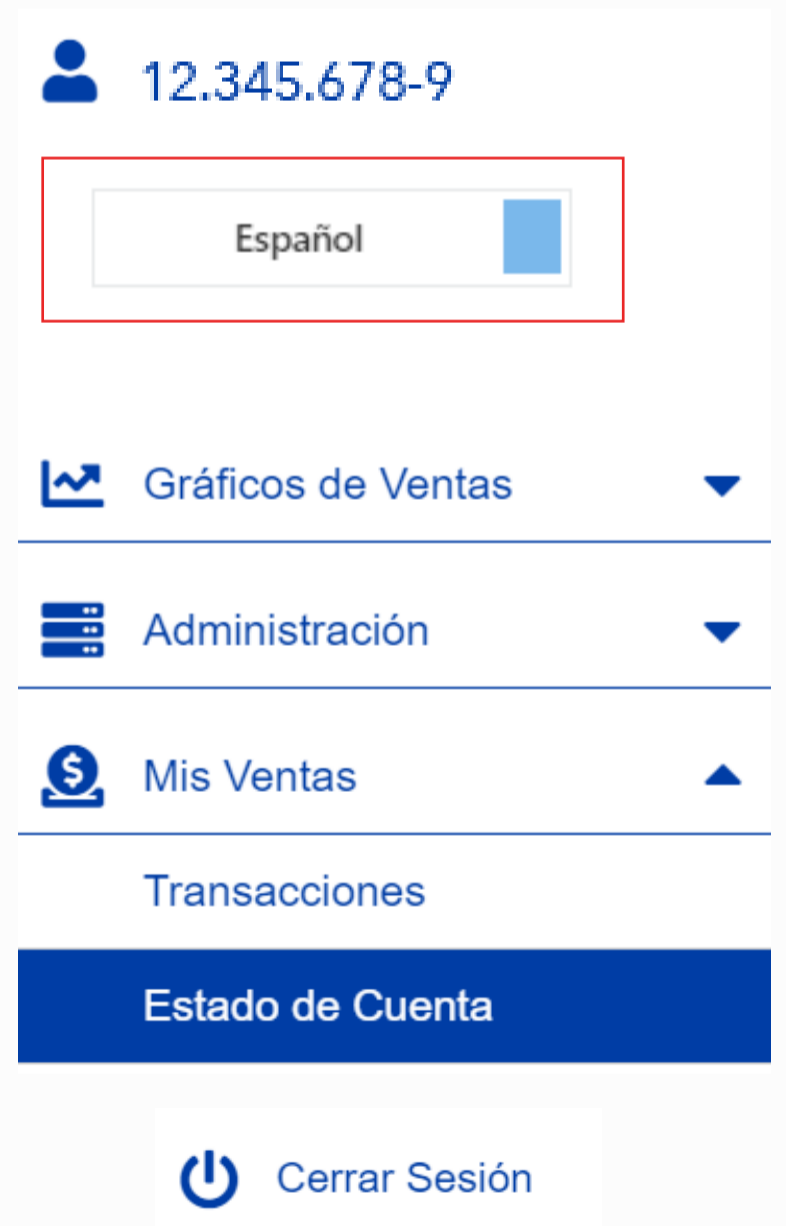 12.345.678-9
Español
Gráficos de Ventas
Administración
Mis Ventas
Transacciones
Estado de Cuenta
Cerrar Sesión